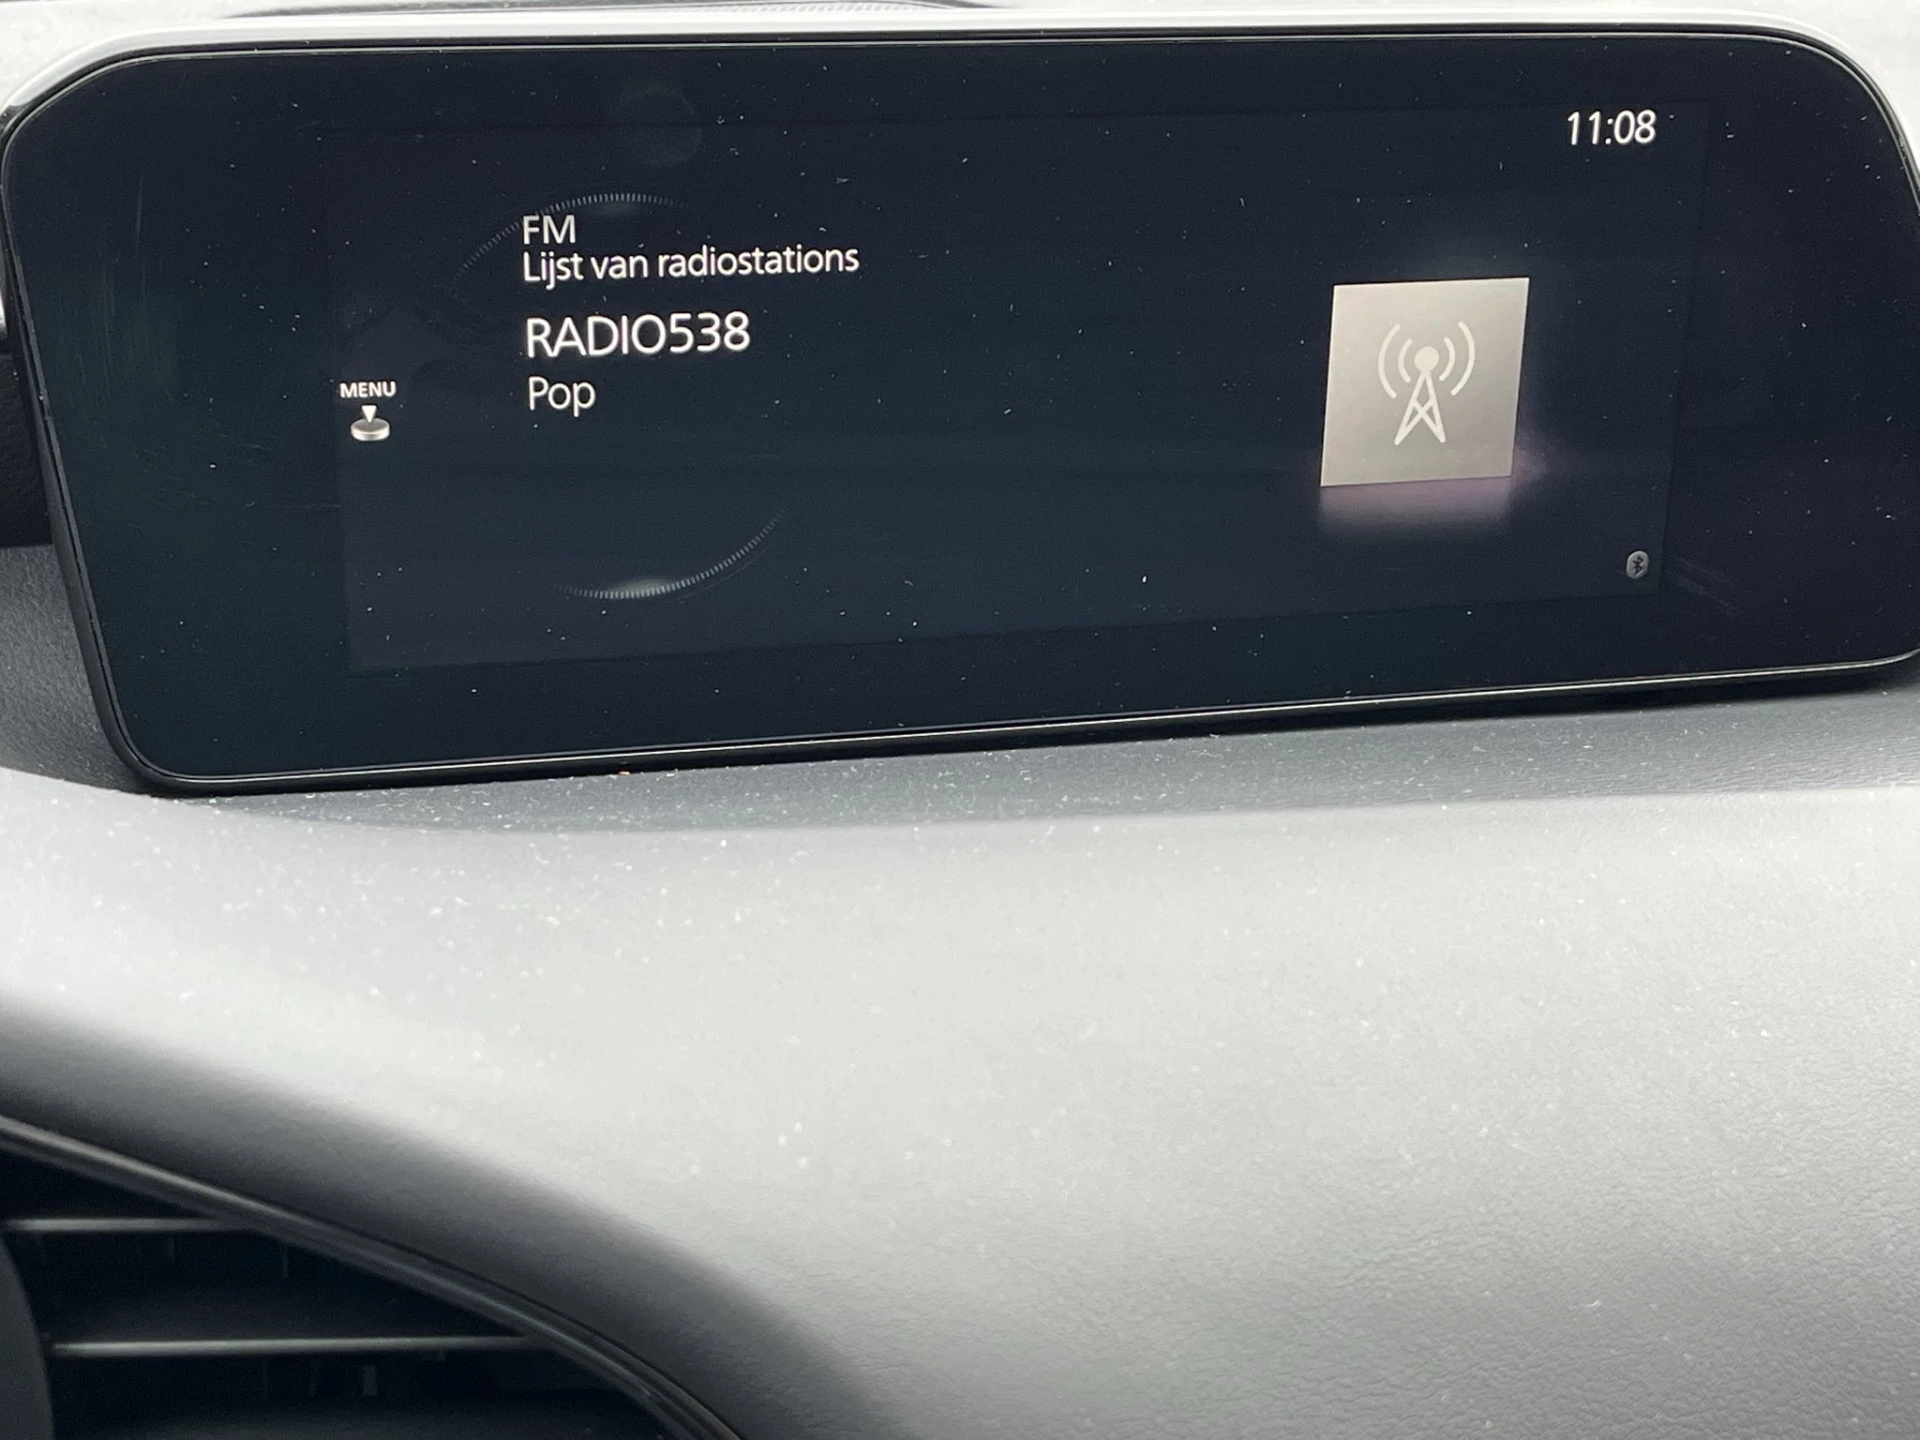 11:08
FM
Lijst van radiostations
RADIO538
Pop
MENU